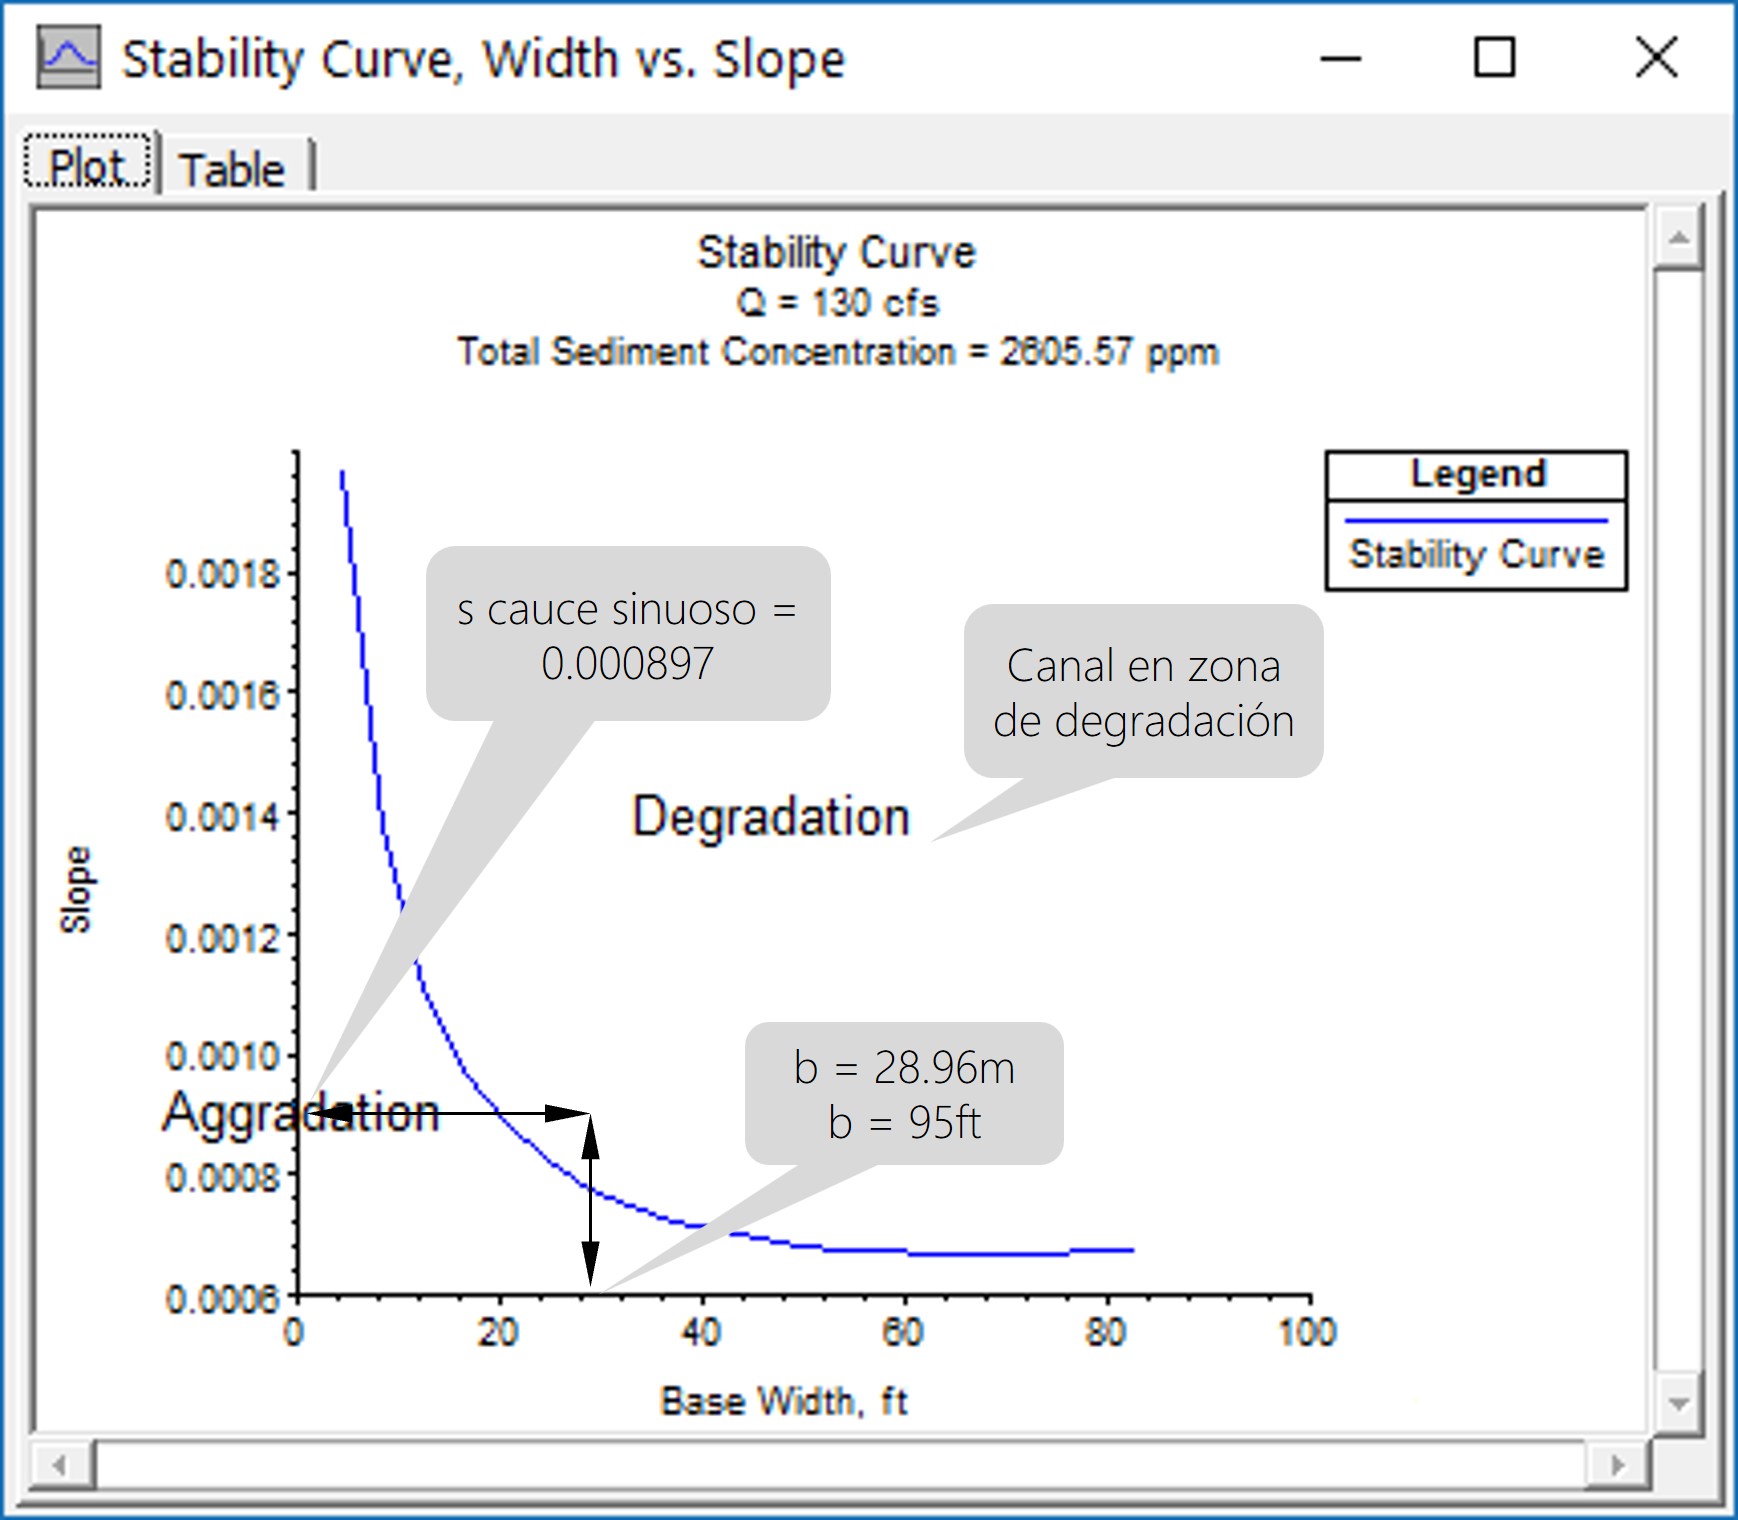 Stability Curve, Width vs. Slope
Plot
Table
Stability Curve
Q = 130 cfs
Total Sediment Concentration = 2605.57 ppm
Legend
Stability Curve
s cauce sinuoso =
0.000897
Canal en zona
de degradación
Degradation
Aggradation
b = 28.96m
b = 95ft
Slope
0.0018
0.0016
0.0014
0.0012
0.0010
0.0008
0.0006
0
20
40
60
80
100
Base Width, ft